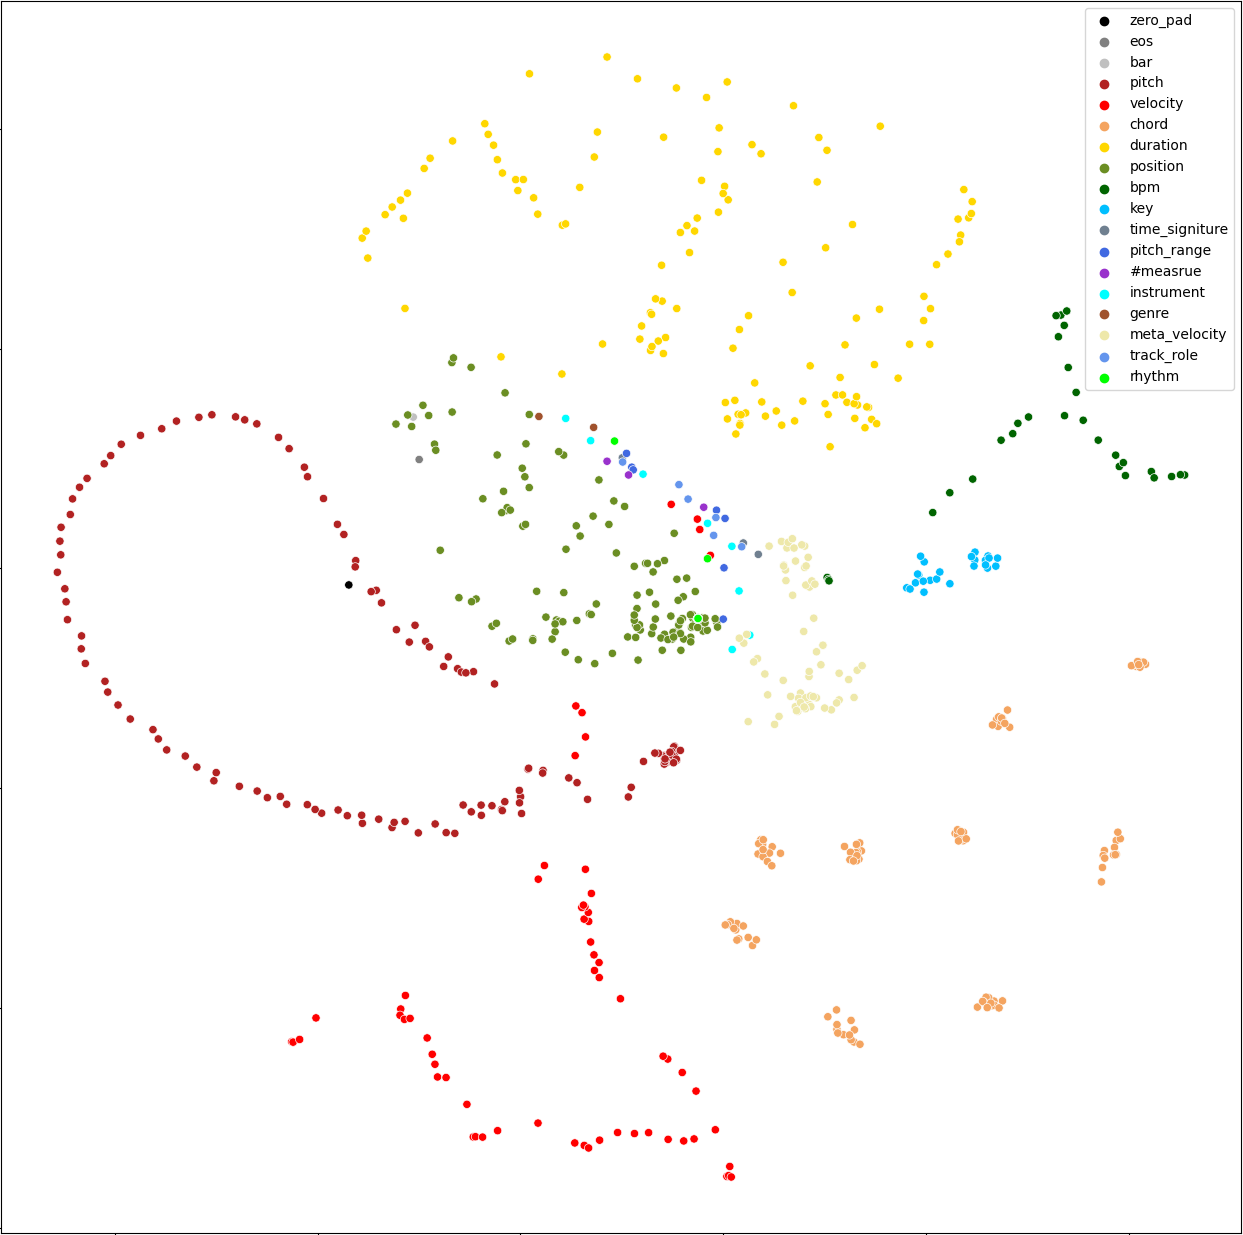 zero_pad
eos
bar
pitch
velocity
chord
duration
position
bpm
key
time_signiture
pitch_range
#measrue
instrument
genre
meta_velocity
track_role
rhythm